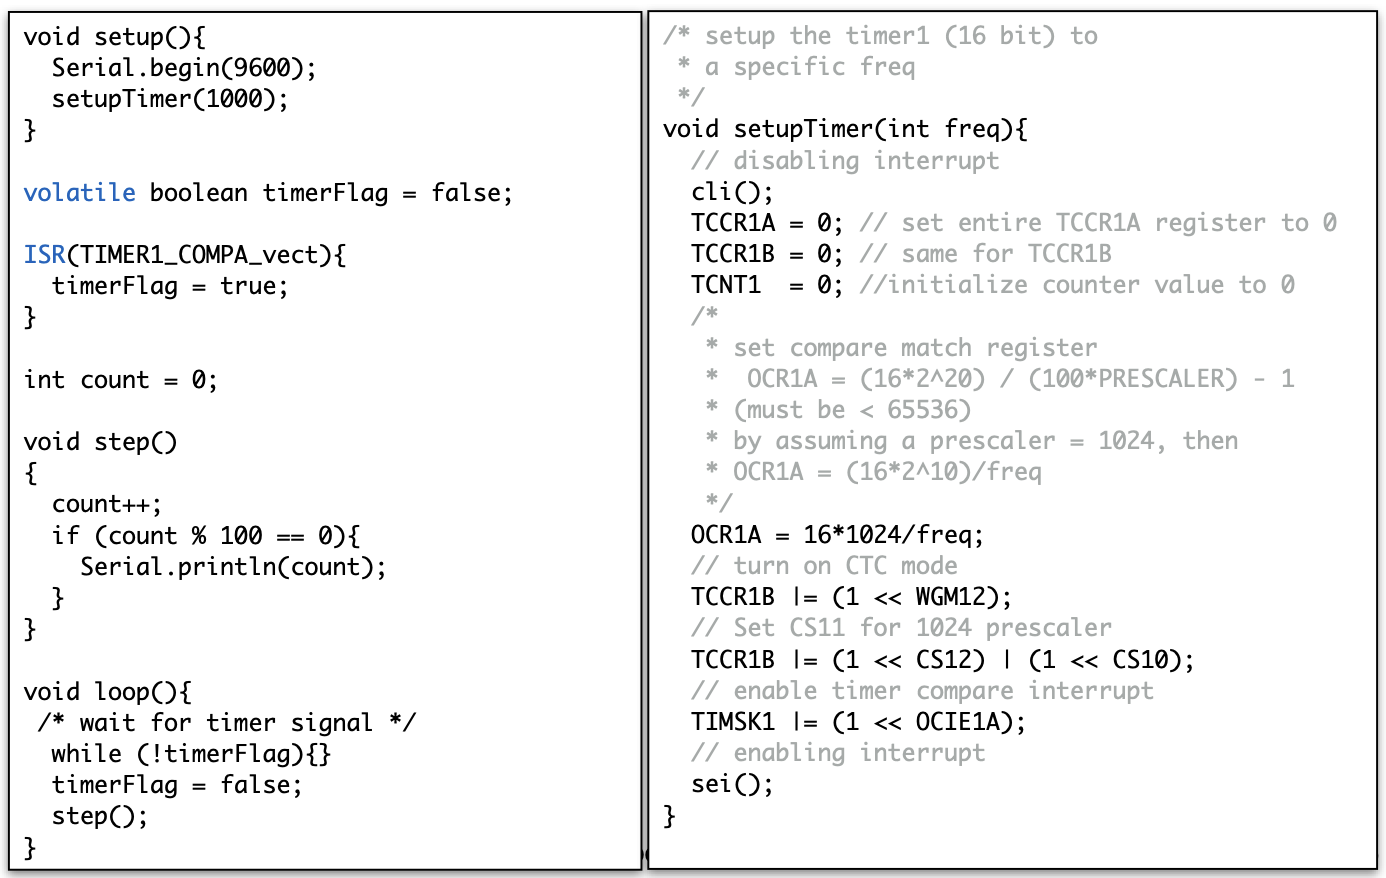 void setup(){
  Serial.begin(9600);
  setupTimer(1000);
}

volatile boolean timerFlag = false;

ISR(TIMER1_COMPA_vect){
  timerFlag = true;
}

int count = 0;

void step()
{
  count++;
  if (count % 100 == 0){
    Serial.println(count);
  }
}

void loop(){
 /* wait for timer signal */
  while (!timerFlag){}
  timerFlag = false;
  step();
}
/* setup the timer1 (16 bit) to
 * a specific freq
 */
void setupTimer(int freq){
  // disabling interrupt
  cli();
  TCCR1A = 0; // set entire TCCR1A register to 0
  TCCR1B = 0; // same for TCCR1B
  TCNT1  = 0; //initialize counter value to 0
  /*
   * set compare match register
   *  OCR1A = (16*2^20) / (100*PRESCALER) - 1
   * (must be < 65536)
   * by assuming a prescaler = 1024, then
   * OCR1A = (16*2^10)/freq
   */
  OCR1A = 16*1024/freq;
  // turn on CTC mode
  TCCR1B |= (1 << WGM12);
  // Set CS11 for 1024 prescaler
  TCCR1B |= (1 << CS12) | (1 << CS10);
  // enable timer compare interrupt
  TIMSK1 |= (1 << OCIE1A);
  // enabling interrupt
  sei();
}